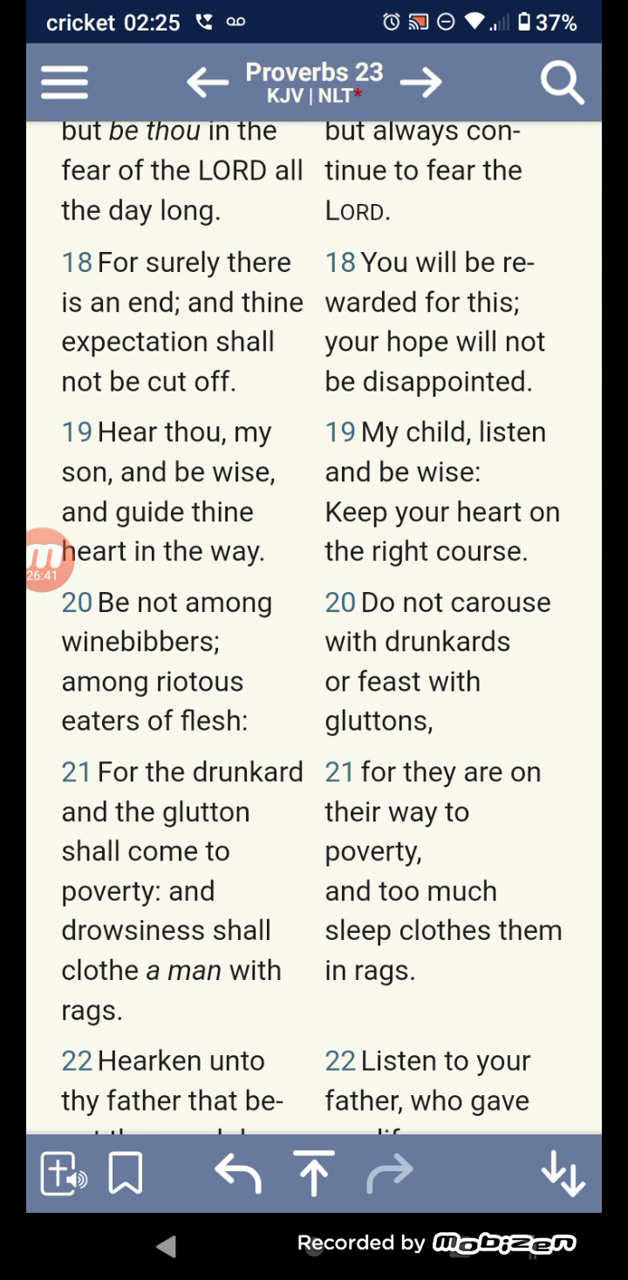 cricket 02:25 37%
Proverbs 23
KJV | NLT*
but be thou in the
fear of the LORD all
the day long.
18 For surely there
is an end; and thine
expectation shall
not be cut off.
19 Hear thou, my
son, and be wise,
and guide thine
heart in the way.
20 Be not among
winebibbers;
among riotous
eaters of flesh:
21 For the drunkard
and the glutton
shall come to
poverty: and
drowsiness shall
clothe a man with
rags.
22 Hearken unto
thy father that be-
but always con-
tinue to fear the
LORD.
18 You will be re-
warded for this;
your hope will not
be disappointed.
19 My child, listen
and be wise:
Keep your heart on
the right course.
20 Do not carouse
with drunkards
or feast with
gluttons,
21 for they are on
their way to
poverty,
and too much
sleep clothes them
in rags.
22 Listen to your
father, who gave
m
26:41
Recorded by Mobizen